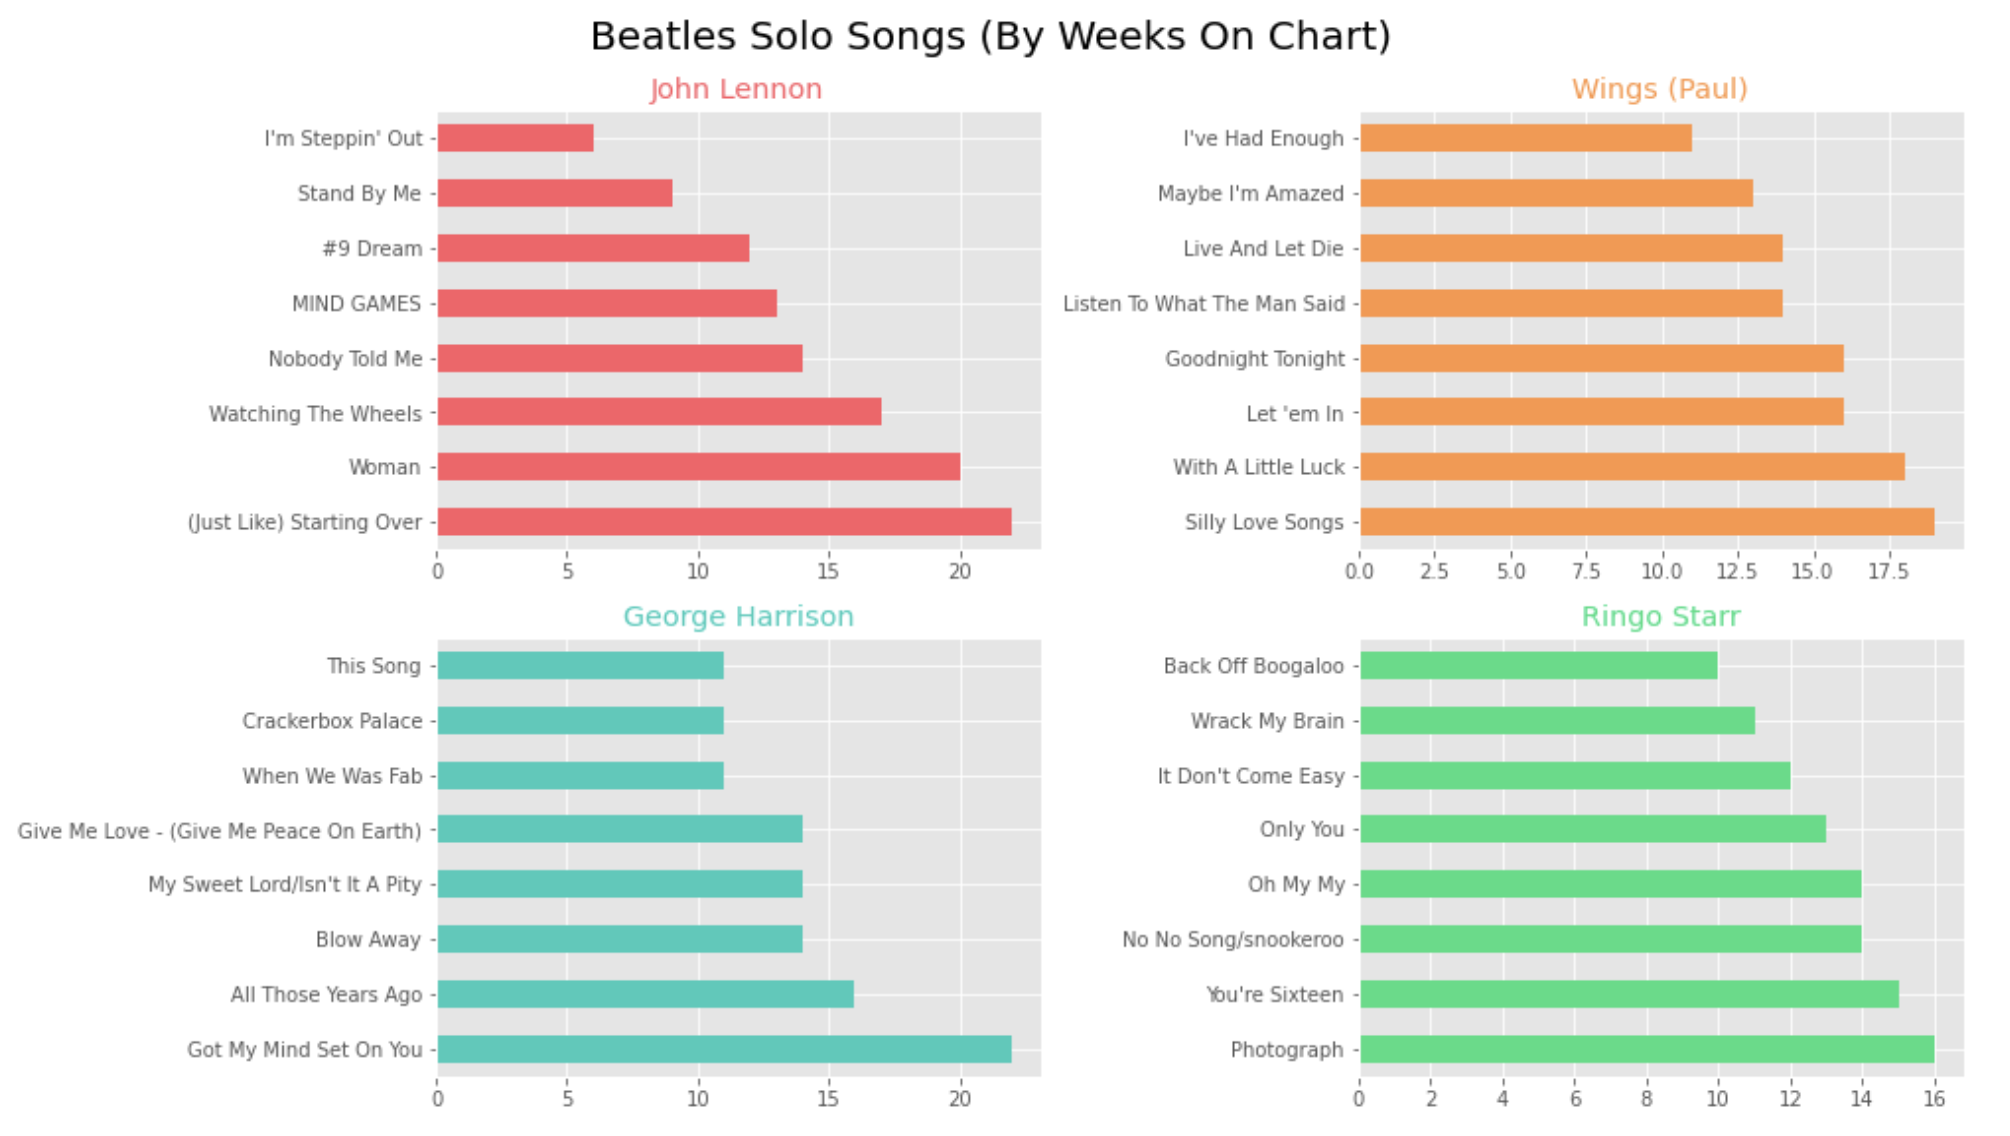 Beatles Solo Songs (By Weeks On Chart)
John Lennon
I'm Steppin' Out
Stand By Me
#9 Dream
MIND GAMES
Nobody Told Me
Watching The Wheels
Woman
(Just Like) Starting Over
0 5 10 15 20
Wings (Paul)
I've Had Enough
Maybe I'm Amazed
Live And Let Die
Listen To What The Man Said
Goodnight Tonight
Let 'em In
With A Little Luck
Silly Love Songs
0.0 2.5 5.0 7.5 10.0 12.5 15.0 17.5
George Harrison
This Song
Crackerbox Palace
When We Was Fab
Give Me Love - (Give Me Peace On Earth)
My Sweet Lord/Isn't It A Pity
Blow Away
All Those Years Ago
Got My Mind Set On You
0 5 10 15 20
Ringo Starr
Back Off Boogaloo
Wrack My Brain
It Don't Come Easy
Only You
Oh My My
No No Song/snookeroo
You're Sixteen
Photograph
0 2 4 6 8 10 12 14 16